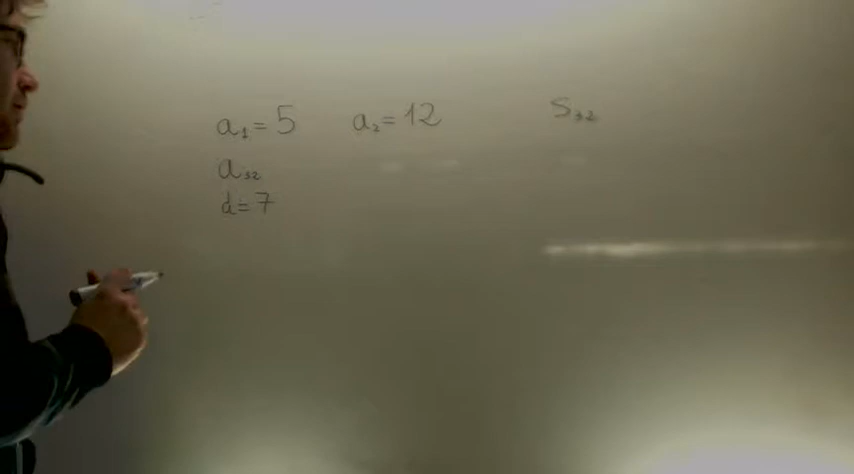 a₁ = 5 a₂ = 12 S₃₂
a₃₂
d = 7